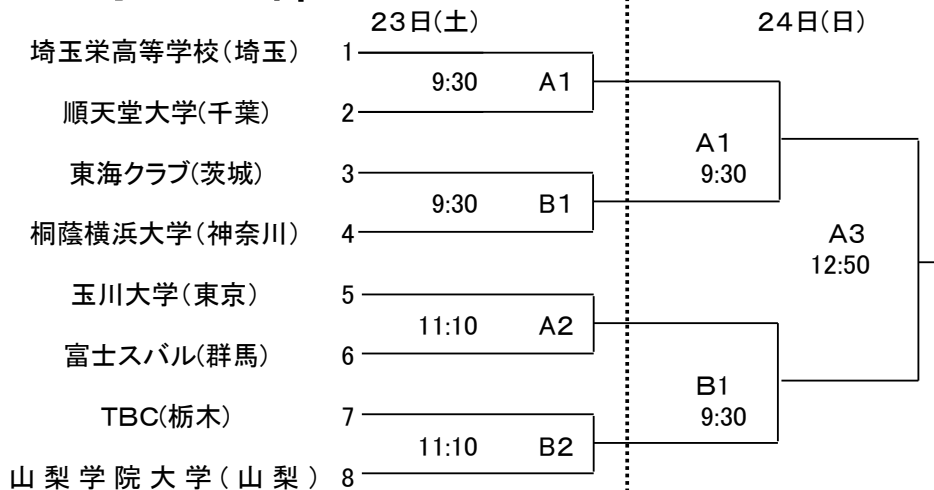 23日(土)
24日(日)
埼玉栄高等学校(埼玉) 1
9:30 A1
順天堂大学(千葉) 2
A1
9:30
東海クラブ(茨城) 3
9:30 B1
桐蔭横浜大学(神奈川) 4
A3
12:50
玉川大学(東京) 5
11:10 A2
富士スバル(群馬) 6
B1
9:30
TBC(栃木) 7
11:10 B2
山梨学院大学(山梨) 8